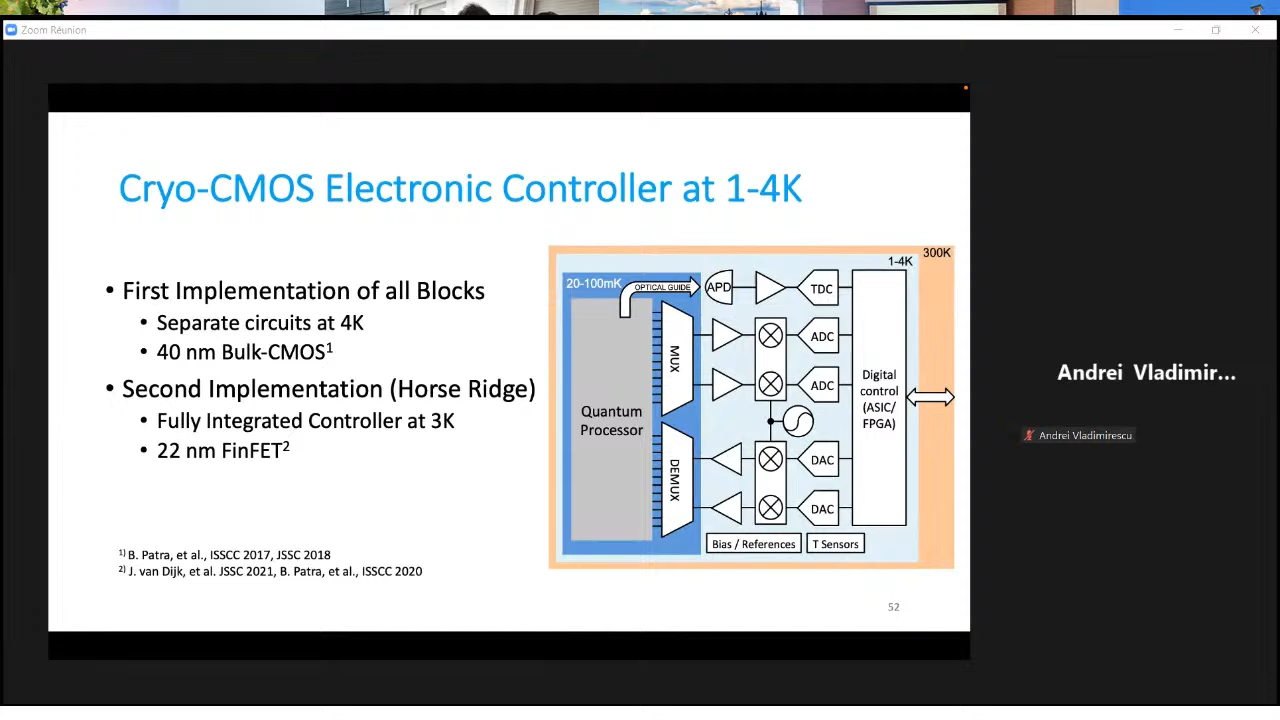 Zoom Réunion
Cryo-CMOS Electronic Controller at 1-4K
• First Implementation of all Blocks
• Separate circuits at 4K
• 40 nm Bulk-CMOS¹
• Second Implementation (Horse Ridge)
• Fully Integrated Controller at 3K
• 22 nm FinFET²
¹⁾ B. Patra, et al., ISSCC 2017, JSSC 2018
²⁾ J. van Dijk, et al. JSSC 2021, B. Patra, et al., ISSCC 2020
300K
1-4K
20-100mK
OPTICAL GUIDE
APD
TDC
MUX
ADC
ADC
Quantum
Processor
Digital
control
(ASIC/
FPGA)
DEMUX
DAC
DAC
Bias / References
T Sensors
52
Andrei Vladimir...
Andrei Vladimirescu